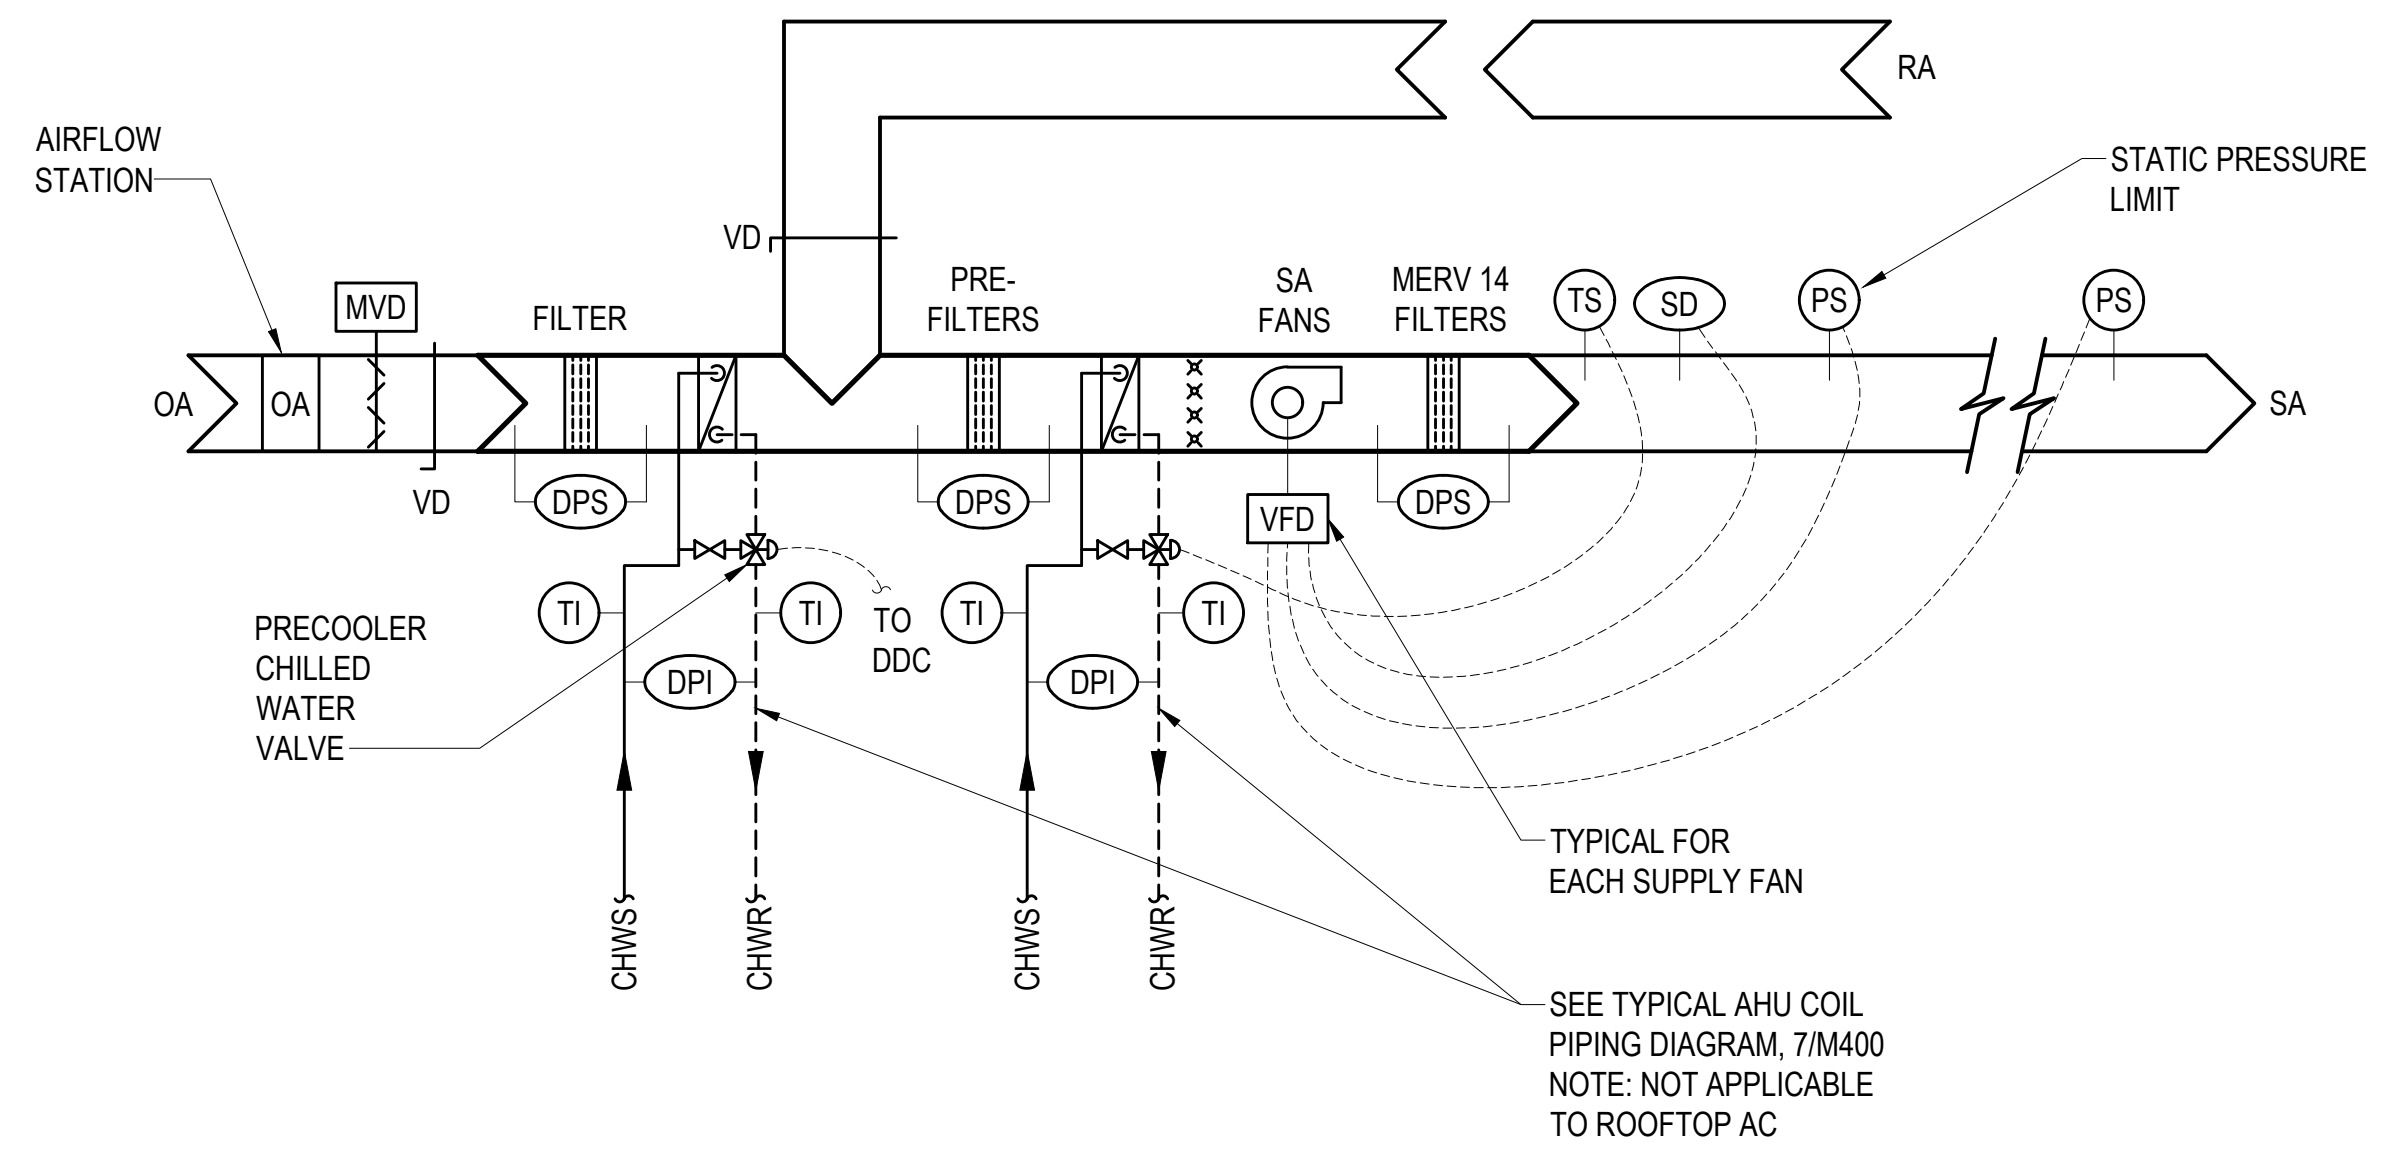 RA
AIRFLOW
STATION
STATIC PRESSURE
LIMIT
VD
MVD
FILTER
PRE-
FILTERS
SA
FANS
MERV 14
FILTERS
TS
SD
PS
PS
OA
OA
SA
VD
DPS
DPS
VFD
DPS
TI
TI
TO
DDC
TI
TI
PRECOOLER
CHILLED
WATER
VALVE
DPI
DPI
TYPICAL FOR
EACH SUPPLY FAN
CHWS
CHWR
CHWS
CHWR
SEE TYPICAL AHU COIL
PIPING DIAGRAM, 7/M400
NOTE: NOT APPLICABLE
TO ROOFTOP AC